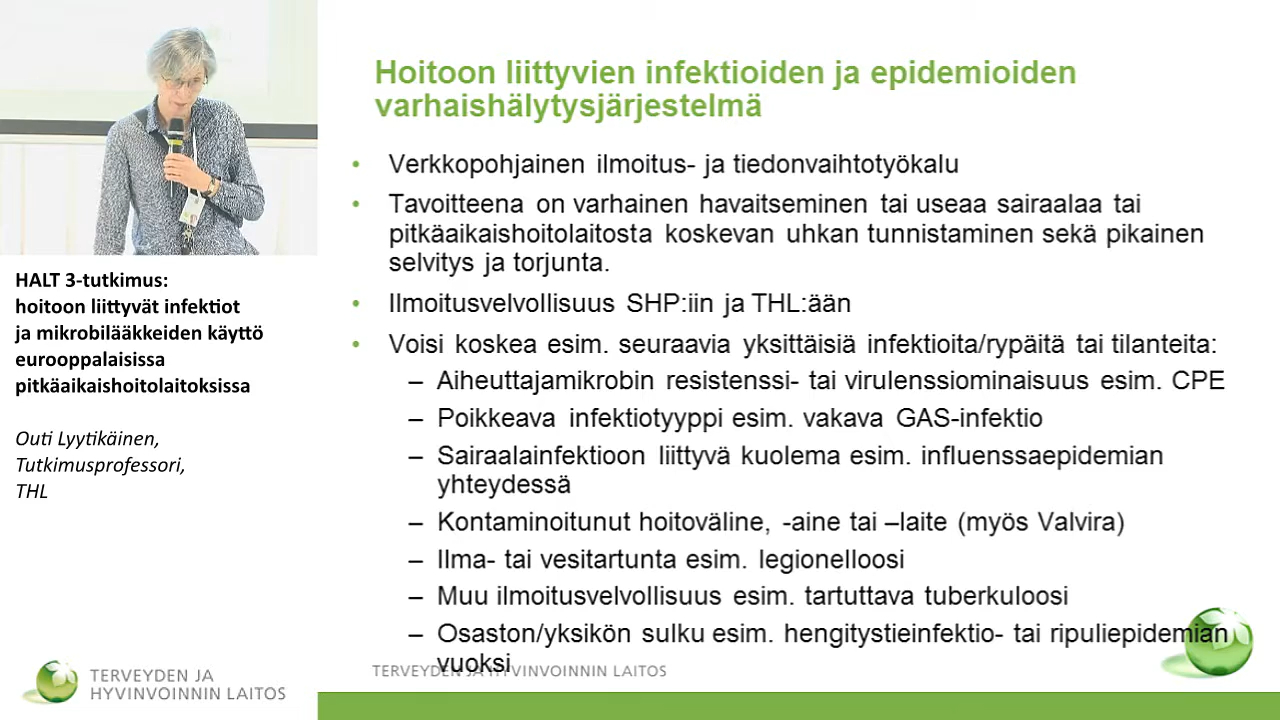 Hoitoon liittyvien infektioiden ja epidemioiden
varhaishälytysjärjestelmä
• Verkkopohjainen ilmoitus- ja tiedonvaihtotyökalu
• Tavoitteena on varhainen havaitseminen tai useaa sairaalaa tai
pitkäaikaishoitolaitosta koskevan uhkan tunnistaminen sekä pikainen
selvitys ja torjunta.
• Ilmoitusvelvollisuus SHP:iin ja THL:ään
• Voisi koskea esim. seuraavia yksittäisiä infektioita/rypäitä tai tilanteita:
– Aiheuttajamikrobin resistenssi- tai virulenssiominaisuus esim. CPE
– Poikkeava infektiotyyppi esim. vakava GAS-infektio
– Sairaalainfektioon liittyvä kuolema esim. influenssaepidemian
yhteydessä
– Kontaminoitunut hoitoväline, -aine tai –laite (myös Valvira)
– Ilma- tai vesitartunta esim. legionelloosi
– Muu ilmoitusvelvollisuus esim. tartuttava tuberkuloosi
– Osaston/yksikön sulku esim. hengitystieinfektio- tai ripuliepidemian
vuoksi
TERVEYDEN JA HYVINVOINNIN LAITOS
HALT 3-tutkimus:
hoitoon liittyvät infektiot
ja mikrobilääkkeiden käyttö
eurooppalaisissa
pitkäaikaishoitolaitoksissa
Outi Lyytikäinen,
Tutkimusprofessori,
THL
TERVEYDEN JA
HYVINVOINNIN LAITOS